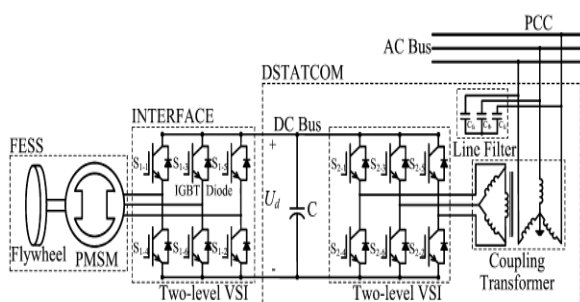 PCC
AC Bus
DSTATCOM
INTERFACE
DC Bus
FESS
Line Filter
S1-1
S1-3
S1-5
IGBT
Diode
+
Ud
C
-
S2-1
S2-3
S2-5
Flywheel
PMSM
S1-4
S1-6
S1-2
S2-4
S2-6
S2-2
Two-level VSI
Two-level VSI
Coupling
Transformer